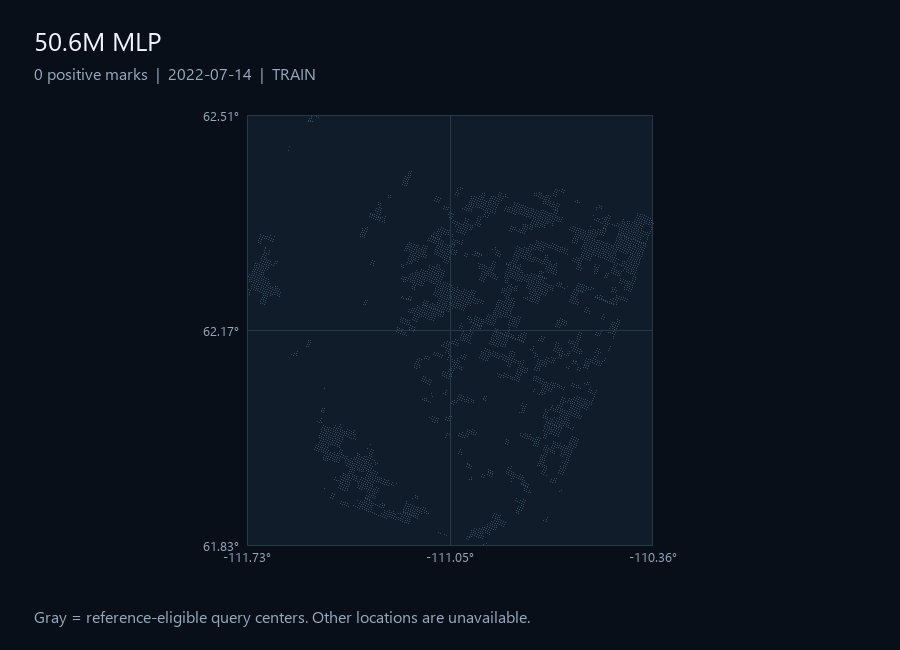 50.6M MLP
0 positive marks | 2022-07-14 | TRAIN
62.51°
62.17°
61.83°
-111.73°
-111.05°
-110.36°
Gray = reference-eligible query centers. Other locations are unavailable.